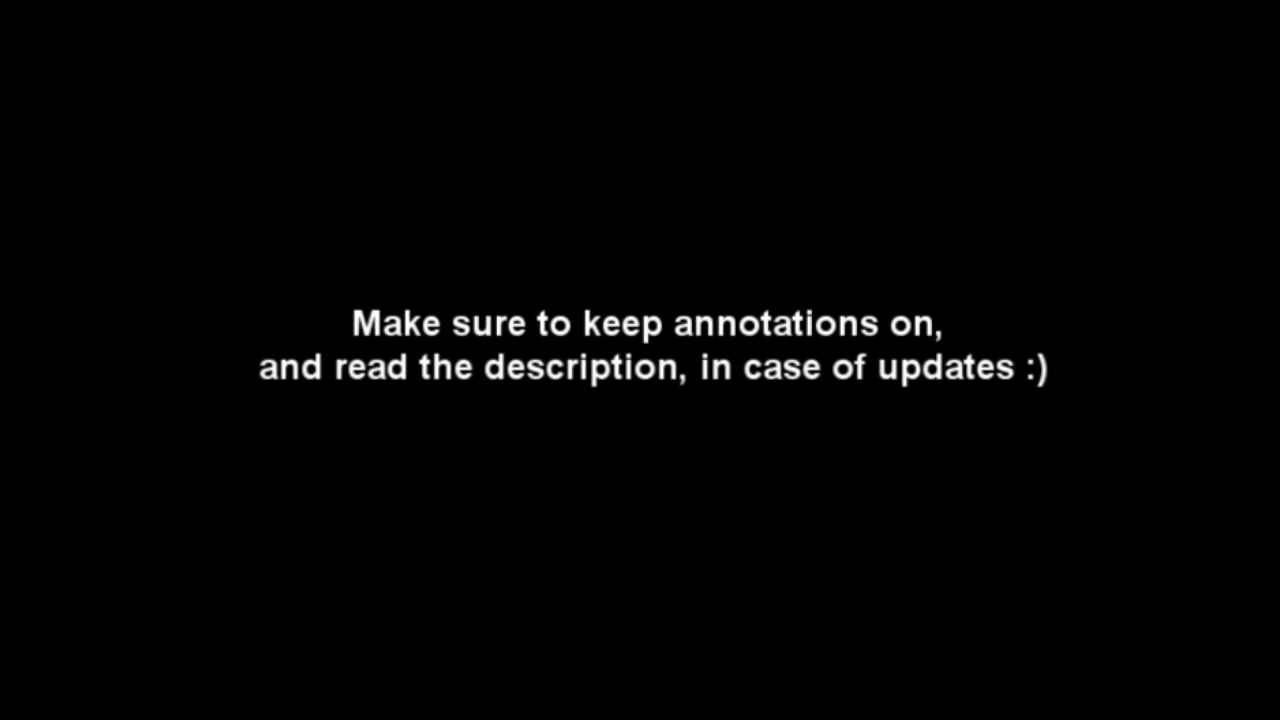 Make sure to keep annotations on,
and read the description, in case of updates :)